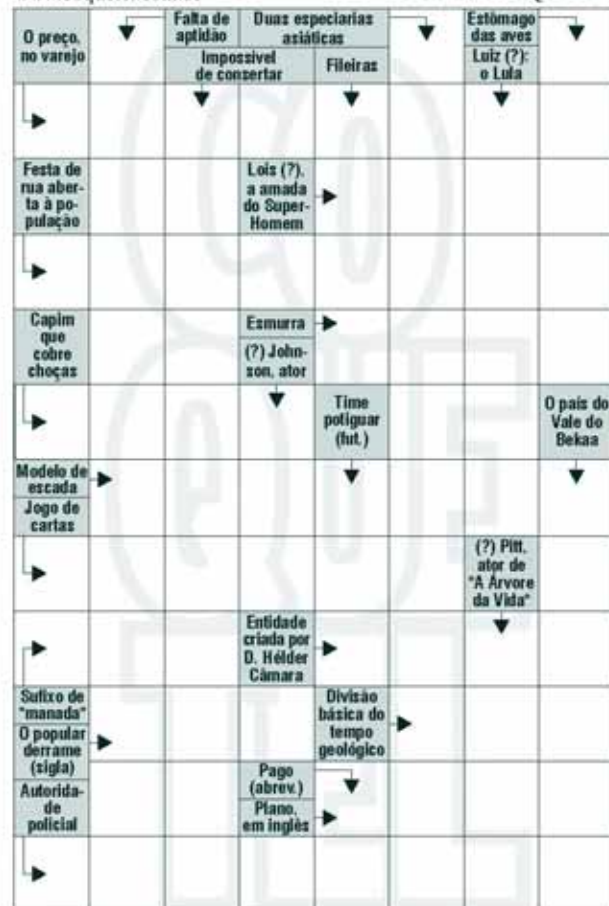 O preço,
no varejo
Falta de
aptidão
Duas especiarias
asiáticas
Estômago
das aves
Impossível
de consertar
Fileiras
Luiz (?):
o Lula
Festa de
rua aber-
ta à po-
pulação
Lois (?),
a amada
do Super-
Homem
Capim
que
cobre
choças
Esmurra
(?) John-
son, ator
Time
potiguar
(fut.)
O país do
Vale do
Bekaa
Modelo de
escada
Jogo de
cartas
(?) Pitt,
ator de
"A Árvore
da Vida"
Entidade
criada por
D. Hélder
Câmara
Sufixo de
"manada"
O popular
derrame
(sigla)
Divisão
básica do
tempo
geológico
Autorida-
de
policial
Pago
(abrev.)
Plano,
em inglês